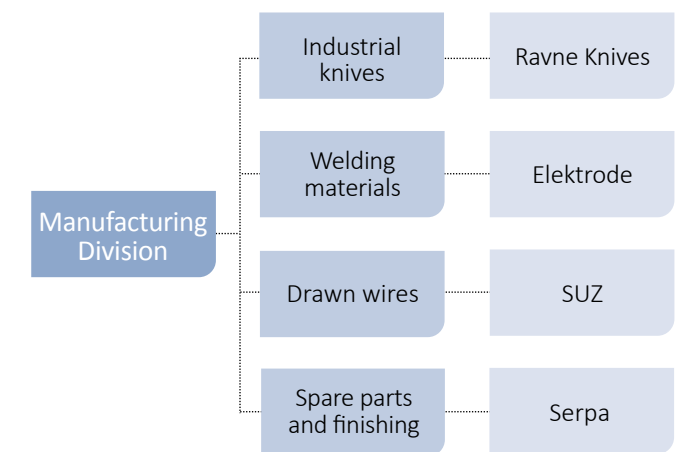 Industrial
knives
Ravne Knives
Welding
materials
Elektrode
Manufacturing
Division
Drawn wires
SUZ
Spare parts
and finishing
Serpa